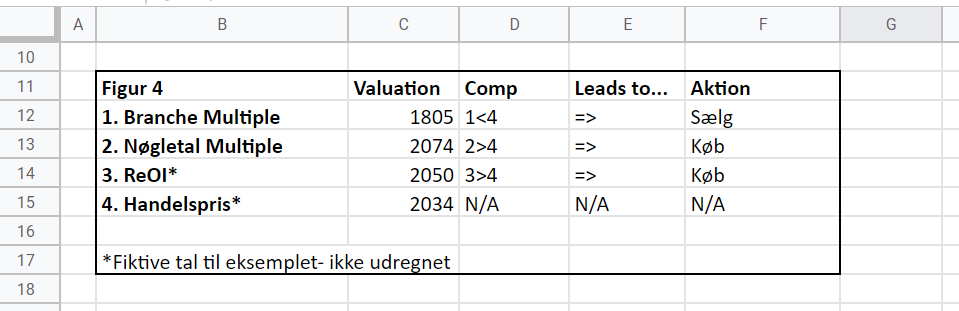 A B C D E F G
10
11 Figur 4 Valuation Comp Leads to... Aktion
12 1. Branche Multiple 1805 1<4 => Sælg
13 2. Nøgletal Multiple 2074 2>4 => Køb
14 3. ReOI* 2050 3>4 => Køb
15 4. Handelspris* 2034 N/A N/A N/A
16
17 *Fiktive tal til eksemplet- ikke udregnet
18